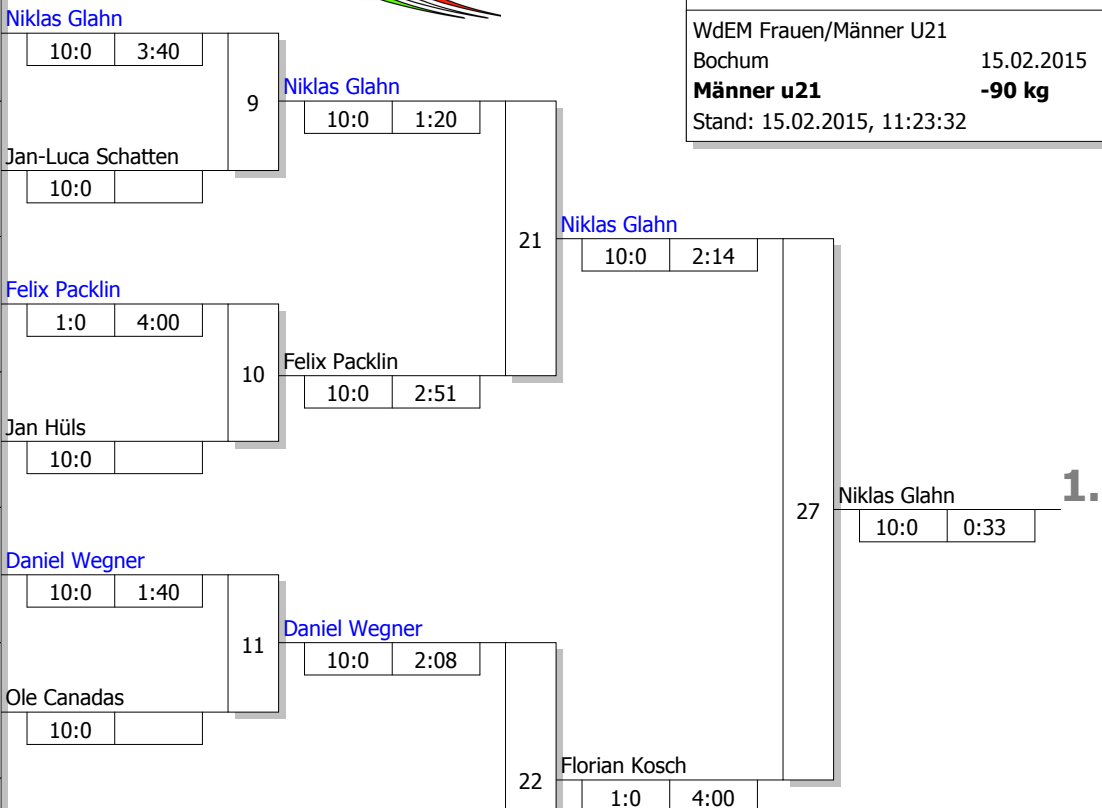 WdEM Frauen/Männer U21
Bochum 15.02.2015
Männer u21 -90 kg
Stand: 15.02.2015, 11:23:32
Niklas Glahn
10:0 3:40
9
Jan-Luca Schatten
10:0
Felix Packlin
1:0 4:00
10
Jan Hüls
10:0
Daniel Wegner
10:0 1:40
11
Ole Canadas
10:0
Niklas Glahn
10:0 1:20
21
Felix Packlin
10:0 2:51
Daniel Wegner
10:0 2:08
22
Niklas Glahn
10:0 2:14
27
Florian Kosch
1:0 4:00
Niklas Glahn 1.
10:0 0:33